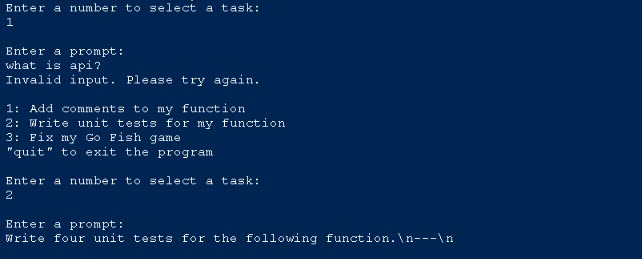 Enter a number to select a task:
1
Enter a prompt:
what is api?
Invalid input. Please try again.
1: Add comments to my function
2: Write unit tests for my function
3: Fix my Go Fish game
"quit" to exit the program
Enter a number to select a task:
2
Enter a prompt:
Write four unit tests for the following function.\n---\n